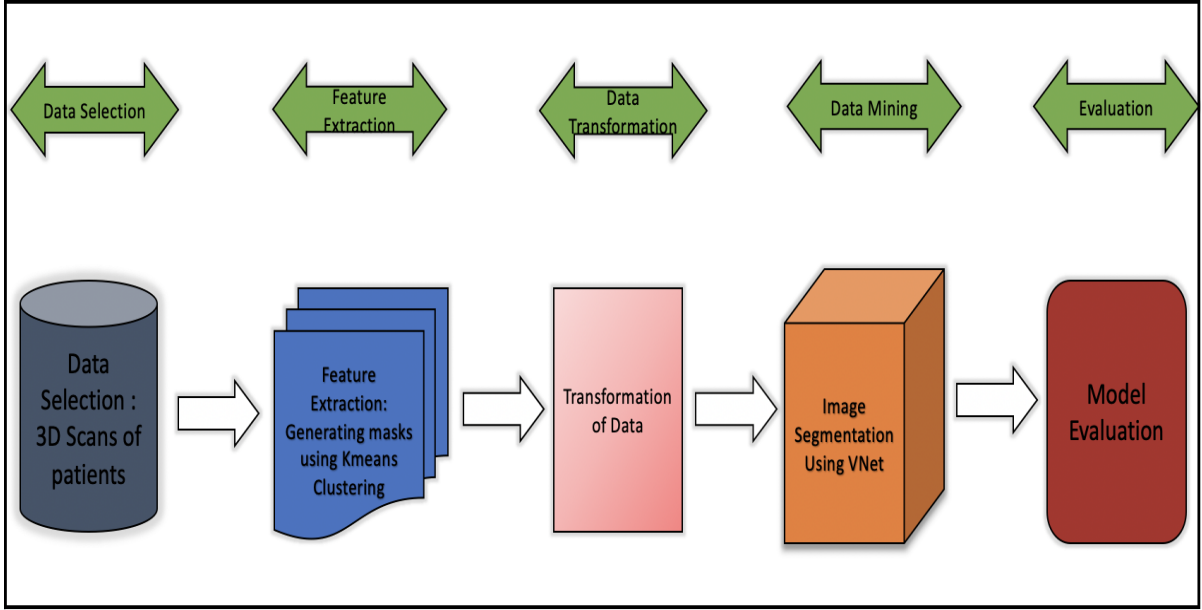 Data Selection
Feature
Extraction
Data
Transformation
Data Mining
Evaluation
Data
Selection :
3D Scans of
patients
Feature
Extraction:
Generating masks
using Kmeans
Clustering
Transformation
of Data
Image
Segmentation
Using VNet
Model
Evaluation